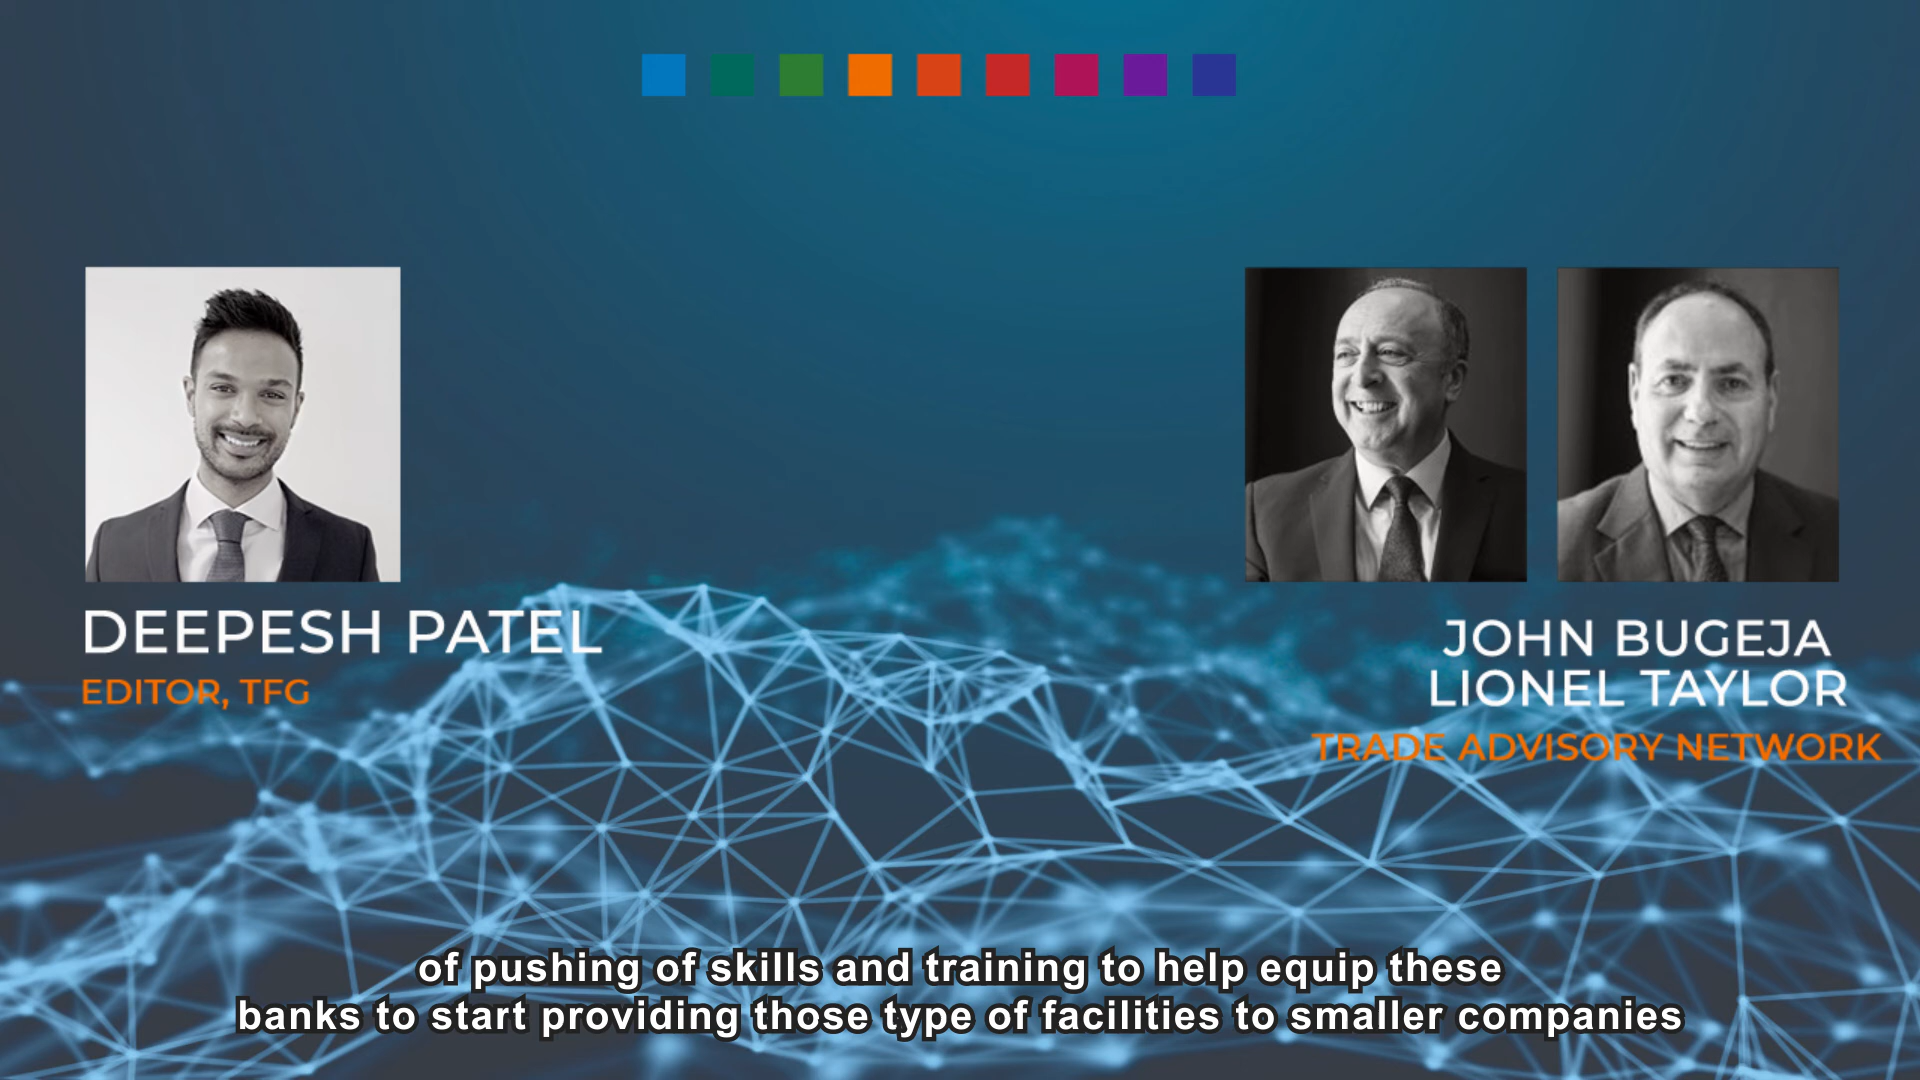 DEEPESH PATEL
EDITOR, TFG
JOHN BUGEJA
LIONEL TAYLOR
TRADE ADVISORY NETWORK
of pushing of skills and training to help equip these
banks to start providing those type of facilities to smaller companies